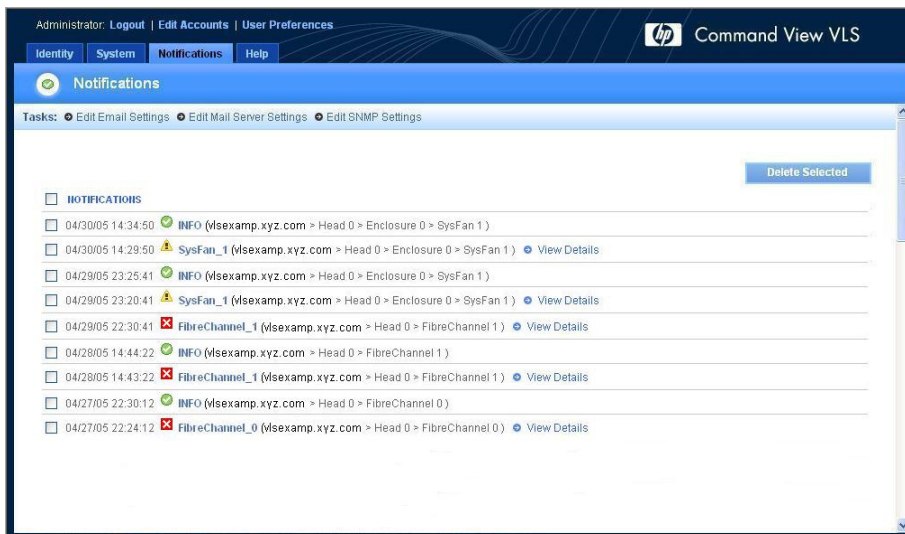 Administrator: Logout | Edit Accounts | User Preferences
hp Command View VLS
Identity System Notifications Help
Notifications
Tasks: Edit Email Settings Edit Mail Server Settings Edit SNMP Settings
Delete Selected
NOTIFICATIONS
04/30/05 14:34:50 INFO (vlsexamp.xyz.com > Head 0 > Enclosure 0 > SysFan 1 )
04/30/05 14:29:50 SysFan_1 (vlsexamp.xyz.com > Head 0 > Enclosure 0 > SysFan 1 ) View Details
04/29/05 23:25:41 INFO (vlsexamp.xyz.com > Head 0 > Enclosure 0 > SysFan 1 )
04/29/05 23:20:41 SysFan_1 (vlsexamp.xyz.com > Head 0 > Enclosure 0 > SysFan 1 ) View Details
04/29/05 22:30:41 FibreChannel_1 (vlsexamp.xyz.com > Head 0 > FibreChannel 1 ) View Details
04/28/05 14:44:22 INFO (vlsexamp.xyz.com > Head 0 > FibreChannel 1 )
04/28/05 14:43:22 FibreChannel_1 (vlsexamp.xyz.com > Head 0 > FibreChannel 1 ) View Details
04/27/05 22:30:12 INFO (vlsexamp.xyz.com > Head 0 > FibreChannel 0 )
04/27/05 22:24:12 FibreChannel_0 (vlsexamp.xyz.com > Head 0 > FibreChannel 0 ) View Details